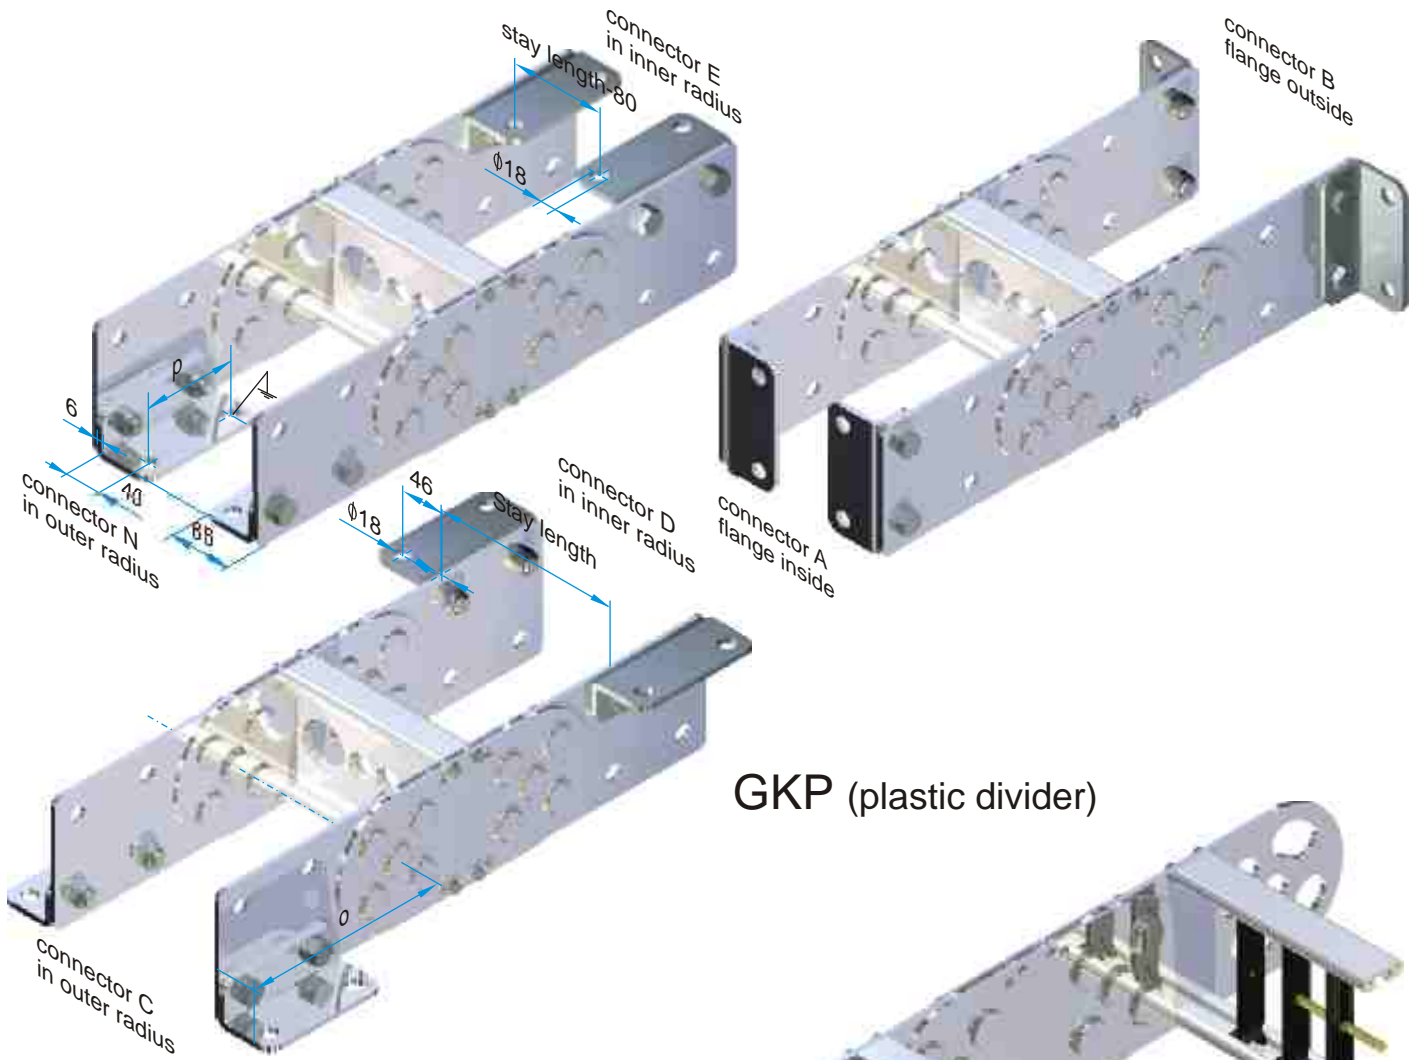 stay length-80
connector E
in inner radius
ϕ18
connector B
flange outside
p
6
40
connector N
in outer radius
connector A
flange inside
46
ϕ18
Stay length
connector D
in inner radius
o
connector C
in outer radius
GKP (plastic divider)